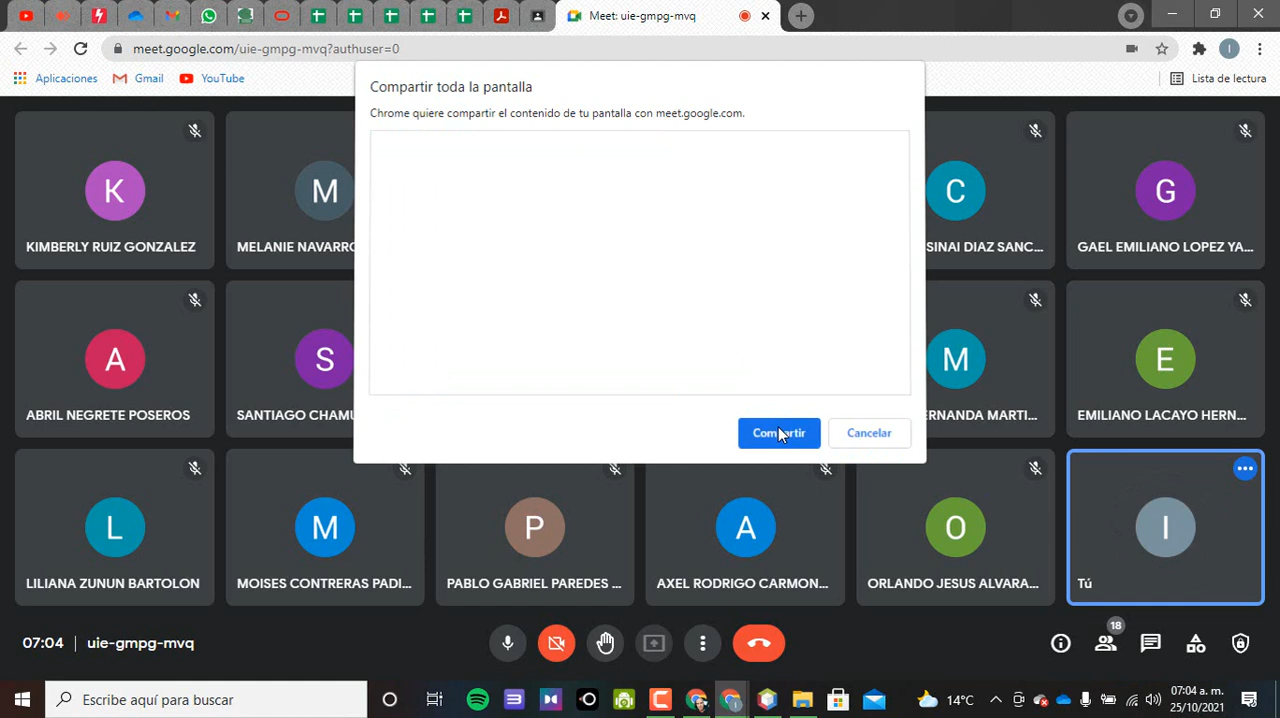 Meet: uie-gmpg-mvq
meet.google.com/uie-gmpg-mvq?authuser=0
Aplicaciones
Gmail
YouTube
Lista de lectura
Compartir toda la pantalla
Chrome quiere compartir el contenido de tu pantalla con meet.google.com.
K
KIMBERLY RUIZ GONZALEZ
M
MELANIE NAVARR
C
SINAI DIAZ SANC...
G
GAEL EMILIANO LOPEZ YA...
A
ABRIL NEGRETE POSEROS
S
SANTIAGO CHAM
M
ERNANDA MARTI...
E
EMILIANO LACAYO HERN...
Compartir
Cancelar
L
LILIANA ZUNUN BARTOLON
M
MOISES CONTRERAS PADI...
P
PABLO GABRIEL PAREDES ...
A
AXEL RODRIGO CARMON...
O
ORLANDO JESUS ALVARA...
I
Tú
07:04 | uie-gmpg-mvq
18
Escribe aquí para buscar
14°C
07:04 a. m.
25/10/2021